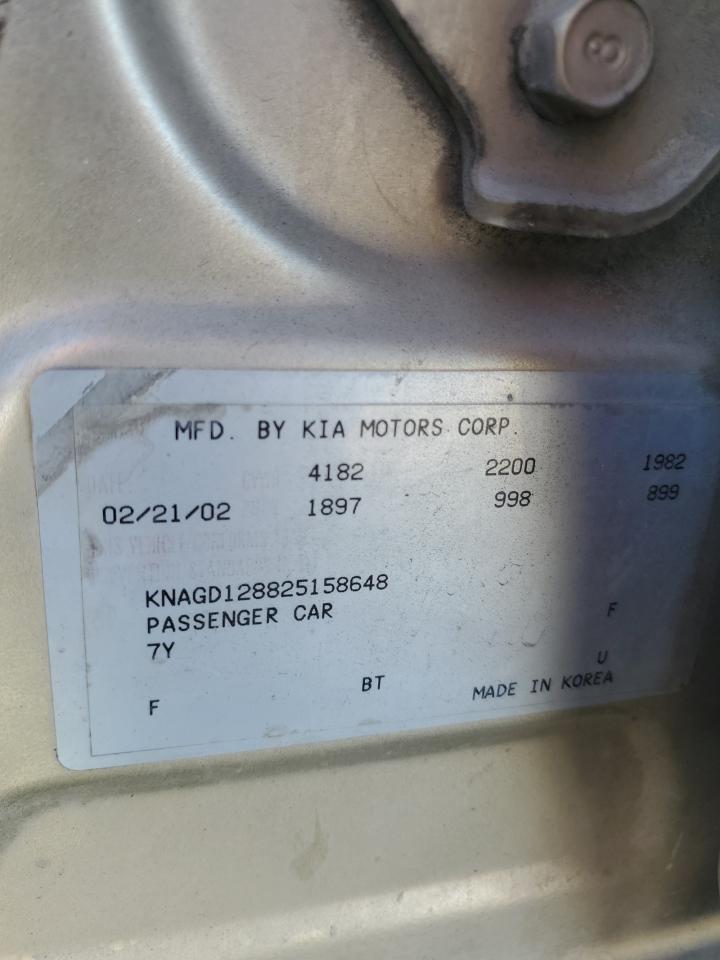 8
MFD. BY KIA MOTORS CORP.
4182 2200 1982
02/21/02 1897 998 899
KNAGD128825158648
PASSENGER CAR F
7Y
U
F BT MADE IN KOREA